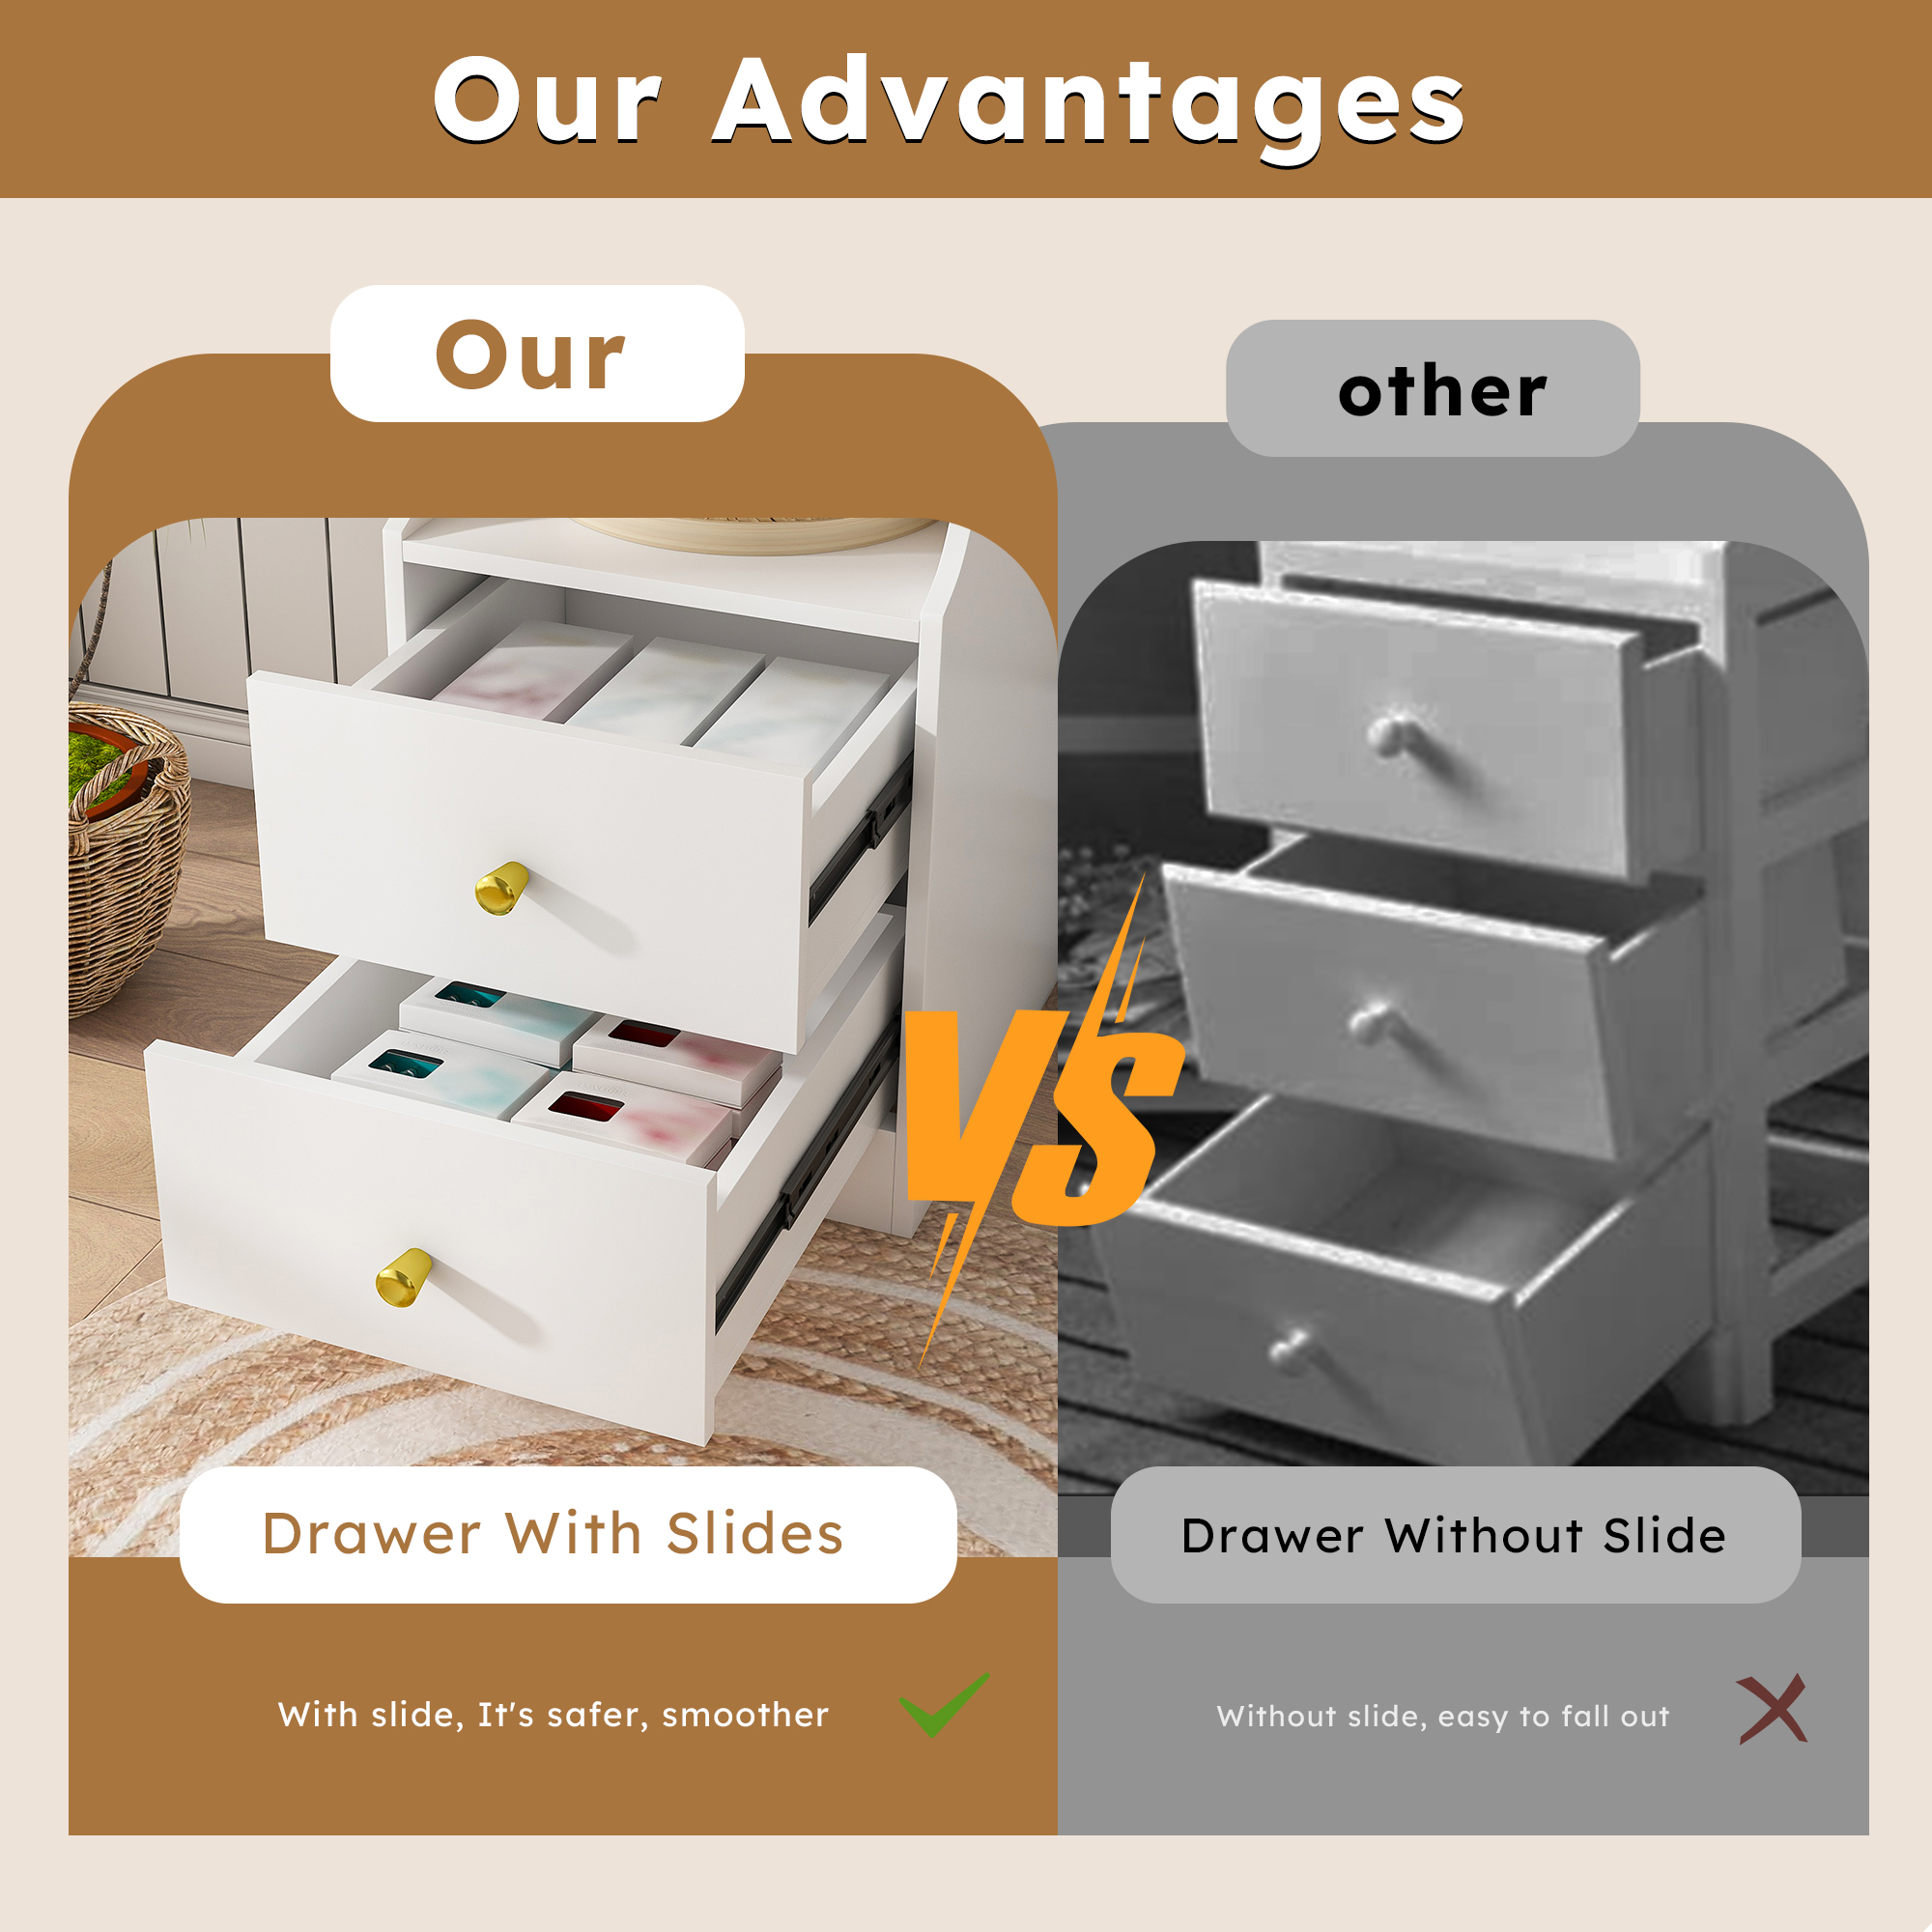 Our Advantages
Our
other
VS
Drawer With Slides
Drawer Without Slide
With slide, It's safer, smoother
Without slide, easy to fall out